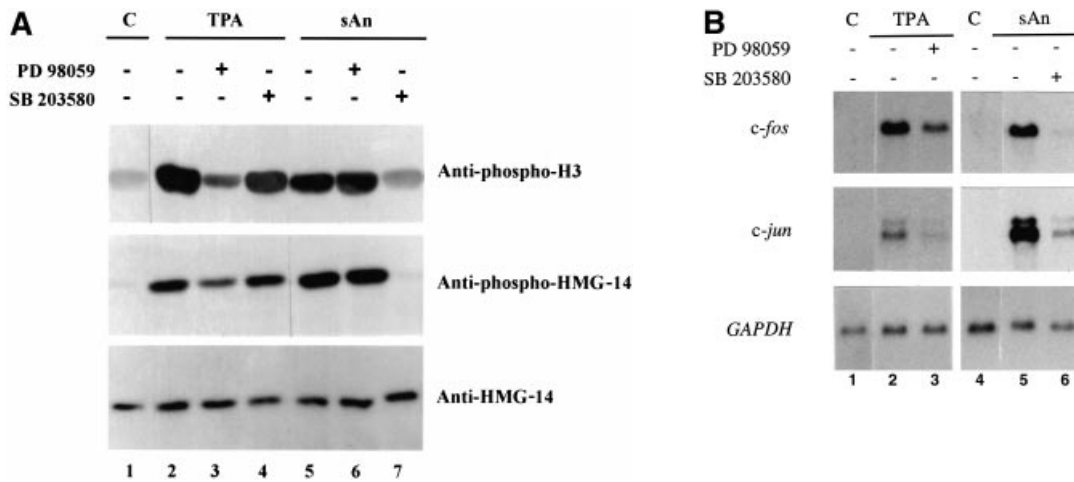 A
C TPA sAn
PD 98059 - - + - - + -
SB 203580 - - - + - - +
Anti-phospho-H3
Anti-phospho-HMG-14
Anti-HMG-14
1 2 3 4 5 6 7
B
C TPA C sAn
PD 98059 - - + - - -
SB 203580 - - - - - +
c-fos
c-jun
GAPDH
1 2 3 4 5 6